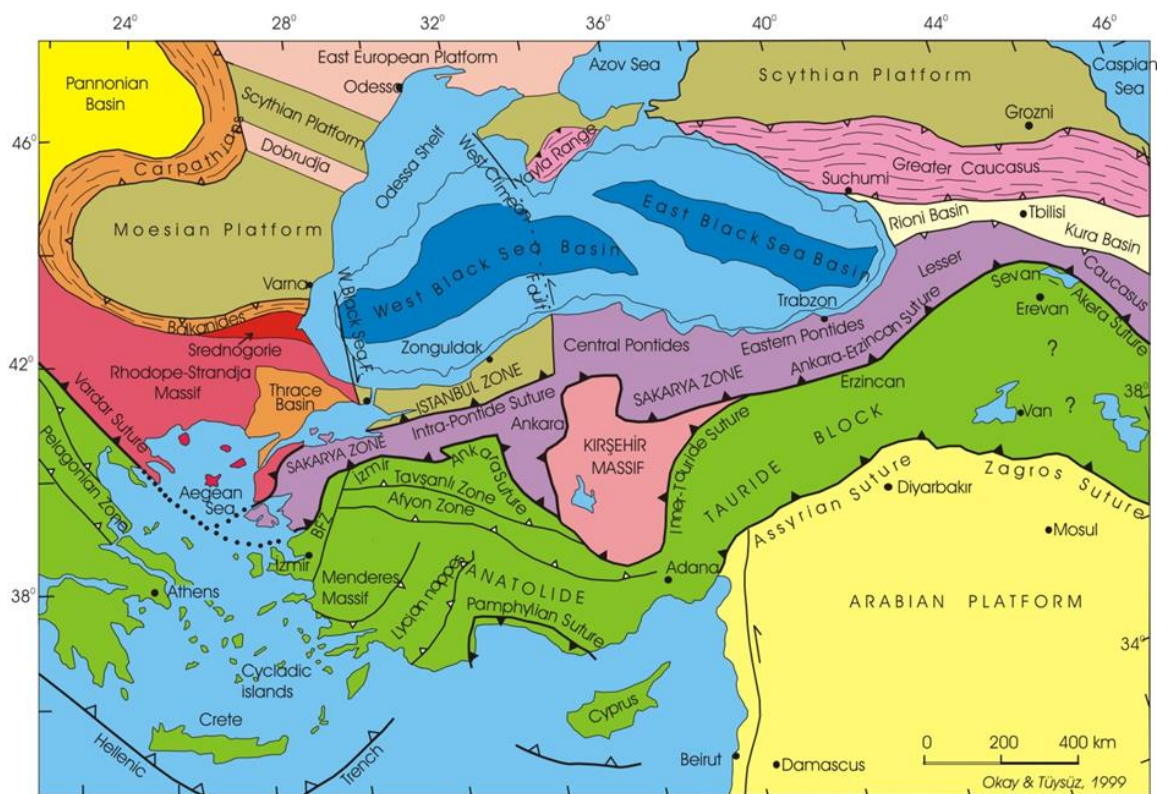 24°
28°
32°
36°
40°
44°
46°
Pannonian
Basin
East European Platform
Odessa
Azov Sea
Scythian Platform
Caspian
Sea
Grozni
Scythian Platform
Dobrudja
46°
Carpathians
Odessa Shelf
West Crimean Fault
Yayla Range
Greater Caucasus
Suchumi
Rioni Basin
Tbilisi
Kura Basin
Moesian Platform
East Black Sea Basin
West Black Sea Basin
Lesser Caucasus
Varna
W Black Sea F.
Trabzon
Sevan
Akera Suture
Erevan
Balkanides
Srednogorie
Zonguldak
Central Pontides
Eastern Pontides
Ankara-Erzincan Suture
?
42°
Rhodope-Strandja
Massif
Thrace
Basin
ISTANBUL ZONE
SAKARYA ZONE
Erzincan
38°
Vardar Suture
Intra-Pontide Suture
Ankara
Van
?
Pelagonian Zone
SAKARYA ZONE
KIRŞEHİR
MASSIF
Inner-Tauride Suture
TAURIDE BLOCK
Aegean
Sea
İzmir
Ankara Suture
Tavşanlı Zone
Afyon Zone
Assyrian Suture
Zagros Suture
Diyarbakır
Mosul
BFZ
İzmir
Menderes
Massif
Lycian nappes
ANATOLIDE
Adana
38°
Athens
Pamphylian Suture
ARABIAN PLATFORM
34°
Cycladic
islands
Crete
Cyprus
Hellenic Trench
Beirut
Damascus
0 200 400 km
Okay & Tüysüz, 1999